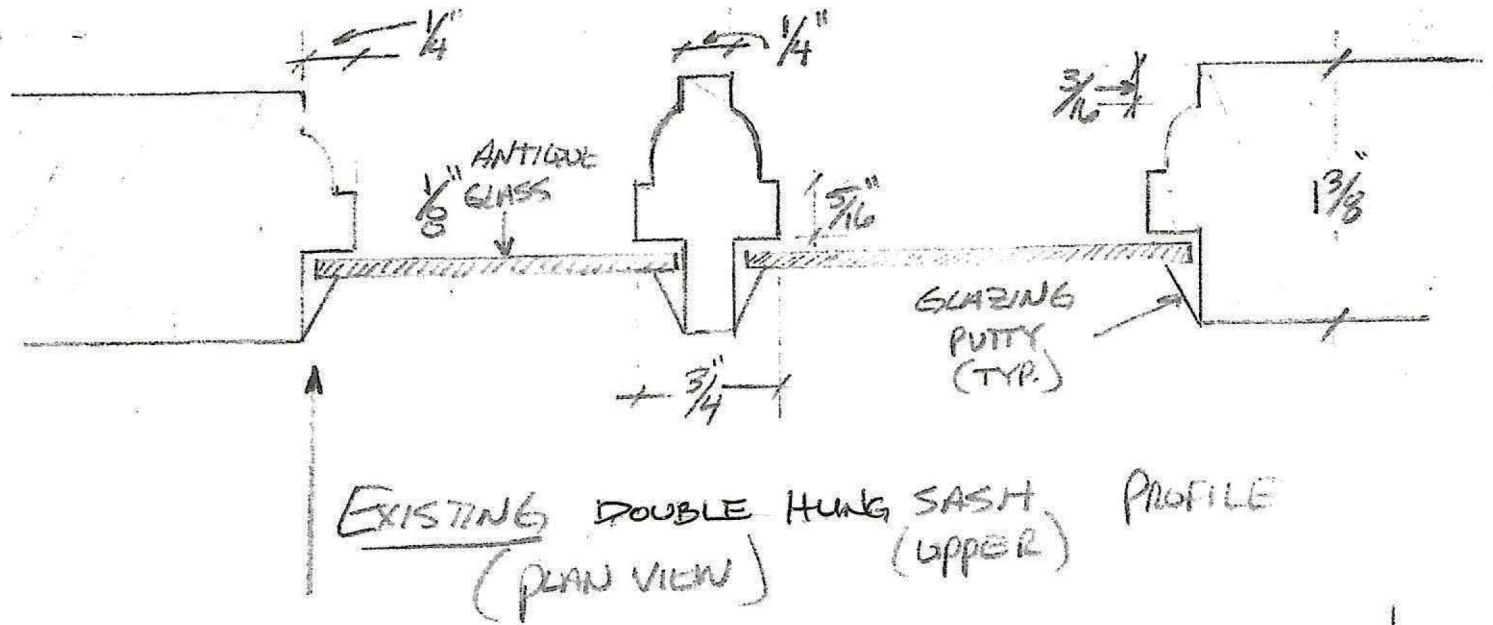 1/4"
1/4"
3/16
1/8" ANTIQUE
GLASS
5/16"
1 3/8"
GLAZING
PUTTY
(TYP.)
3/4"
EXISTING DOUBLE HUNG SASH PROFILE
(PLAN VIEW) (UPPER)